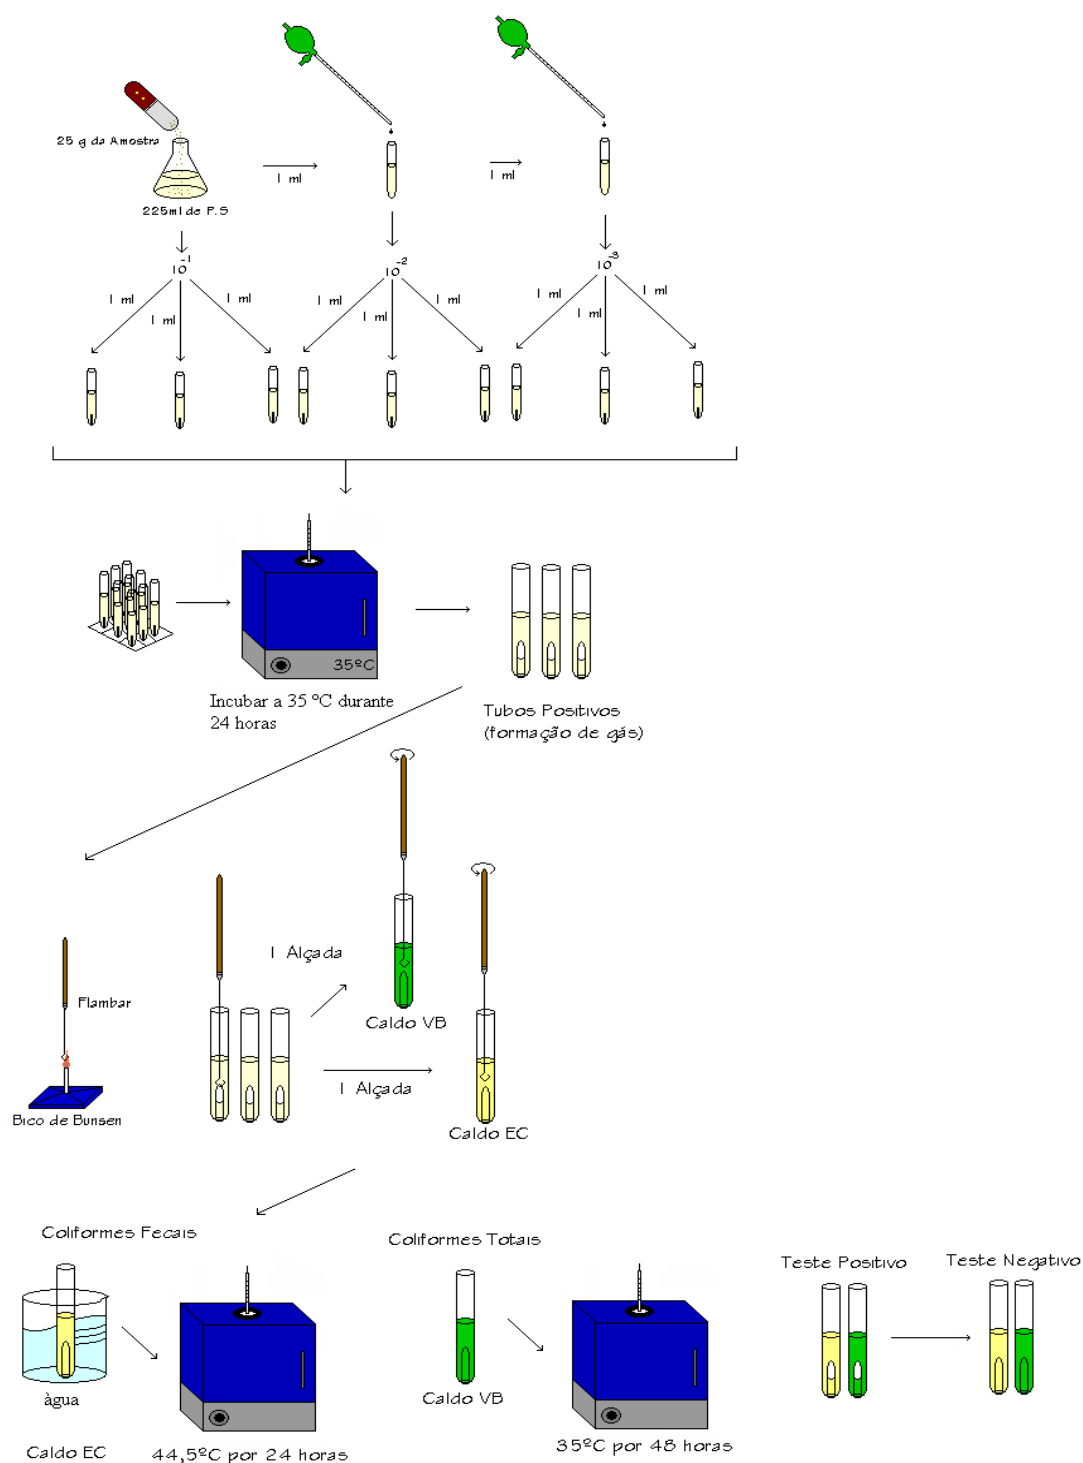 25 g da Amostra
225ml de P.S
1 ml
1 ml
10-1
10-2
10-3
1 ml
1 ml
1 ml
1 ml
1 ml
1 ml
1 ml
1 ml
1 ml
35ºC
Incubar a 35 ºC durante
24 horas
Tubos Positivos
(formação de gás)
Flambar
Bico de Bunsen
1 Alçada
Caldo VB
1 Alçada
Caldo EC
Coliformes Fecais
água
Caldo EC
44,5ºC por 24 horas
Coliformes Totais
Caldo VB
35ºC por 48 horas
Teste Positivo
Teste Negativo